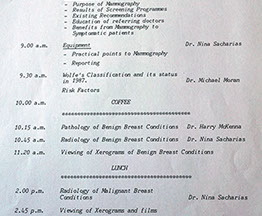 - Purpose of Mammography
- Results of Screening Programmes
- Existing Recommendations
- Education of referring doctors
- Benefits from Mammography to
Symptomatic patients
9.00 a.m. Equipment Dr. Nina Sacharias
- Practical points to Mammography
- Reporting
9.30 a.m. Wolfe's Classification and its status
in 1987. Dr. Michael Moran
Risk Factors
10.00 a.m. COFFEE
10.15 a.m. Pathology of Benign Breast Conditions Dr. Harry McKenna
10.45 a.m. Radiology of Benign Breast Conditions Dr. Nina Sacharias
11.20 a.m. Viewing of Xerograms of Benign Breast Conditions
LUNCH
2.00 p.m. Radiology of Malignant Breast
Conditions Dr. Nina Sacharias
2.45 p.m. Viewing of Xerograms and films